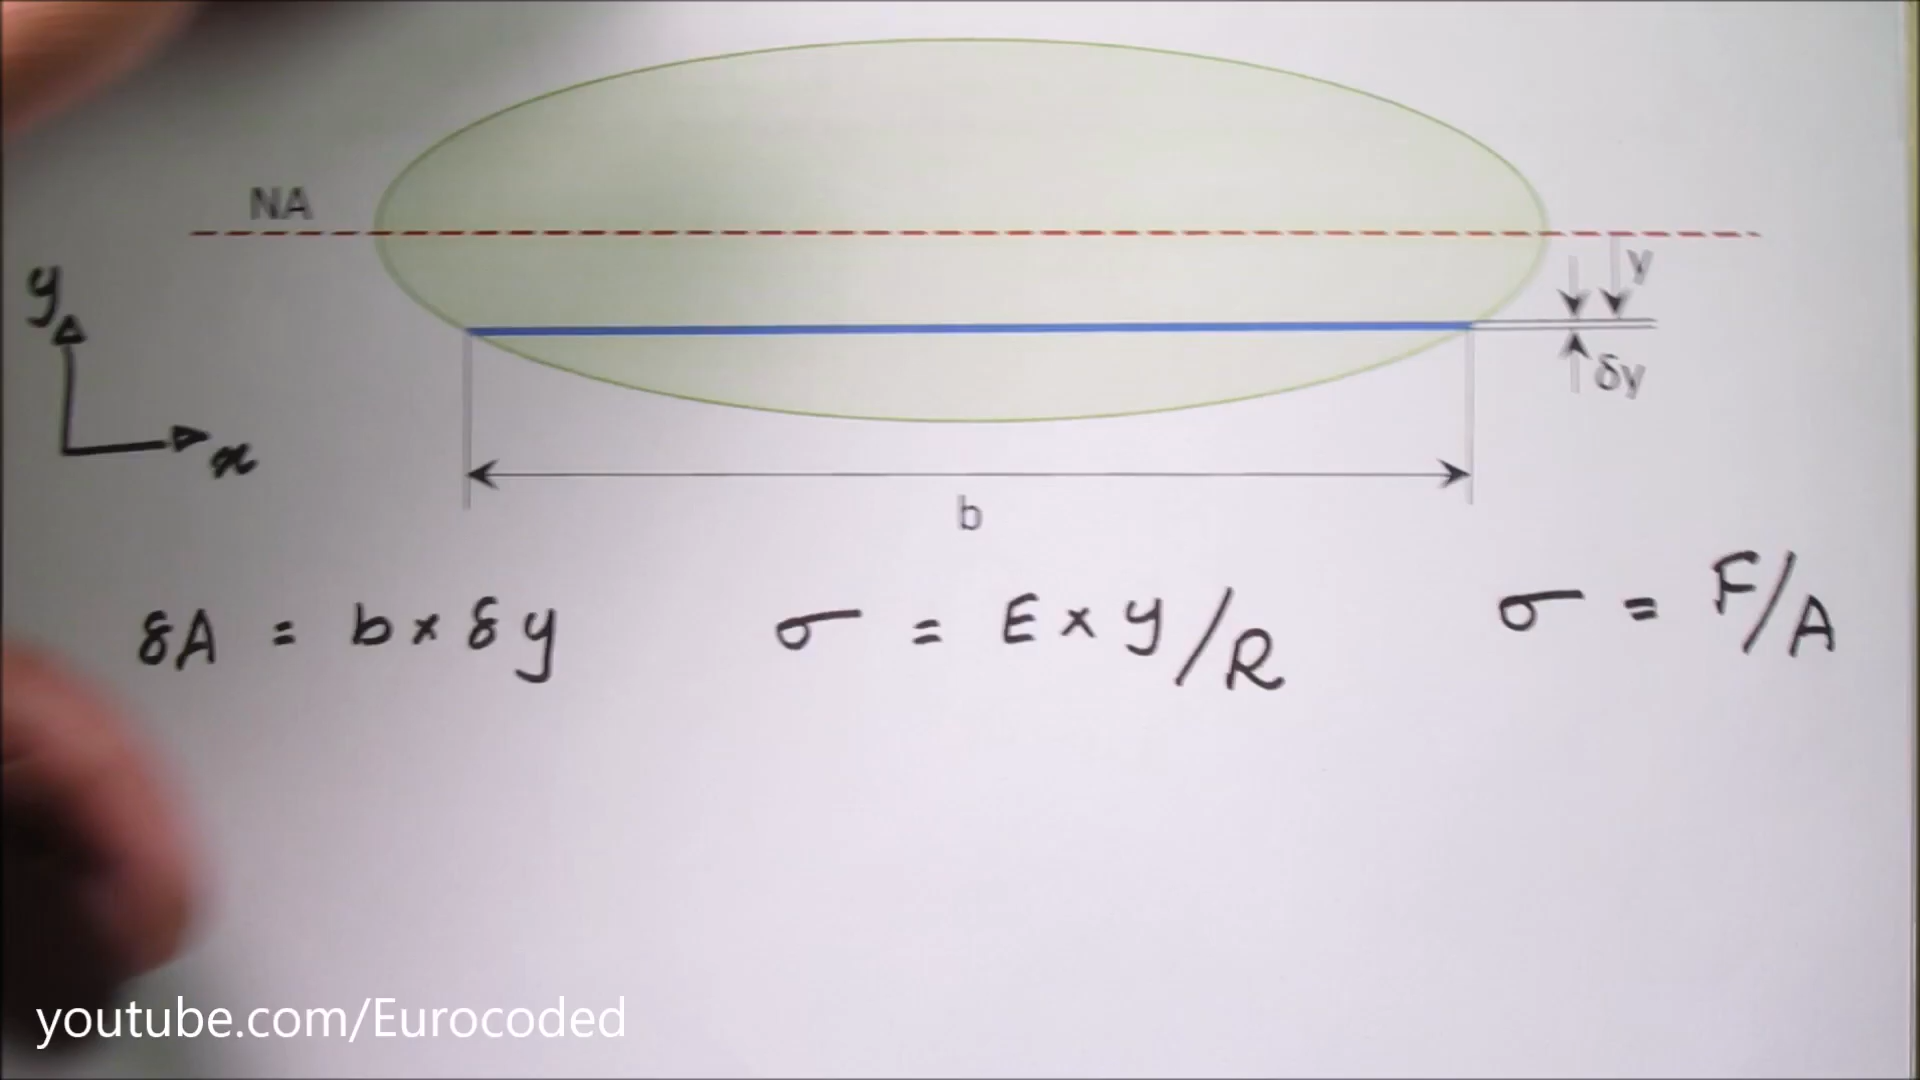 NA
y
y
δy
x
b
δA = b × δy
σ = E × y/R
σ = F/A
youtube.com/Eurocoded